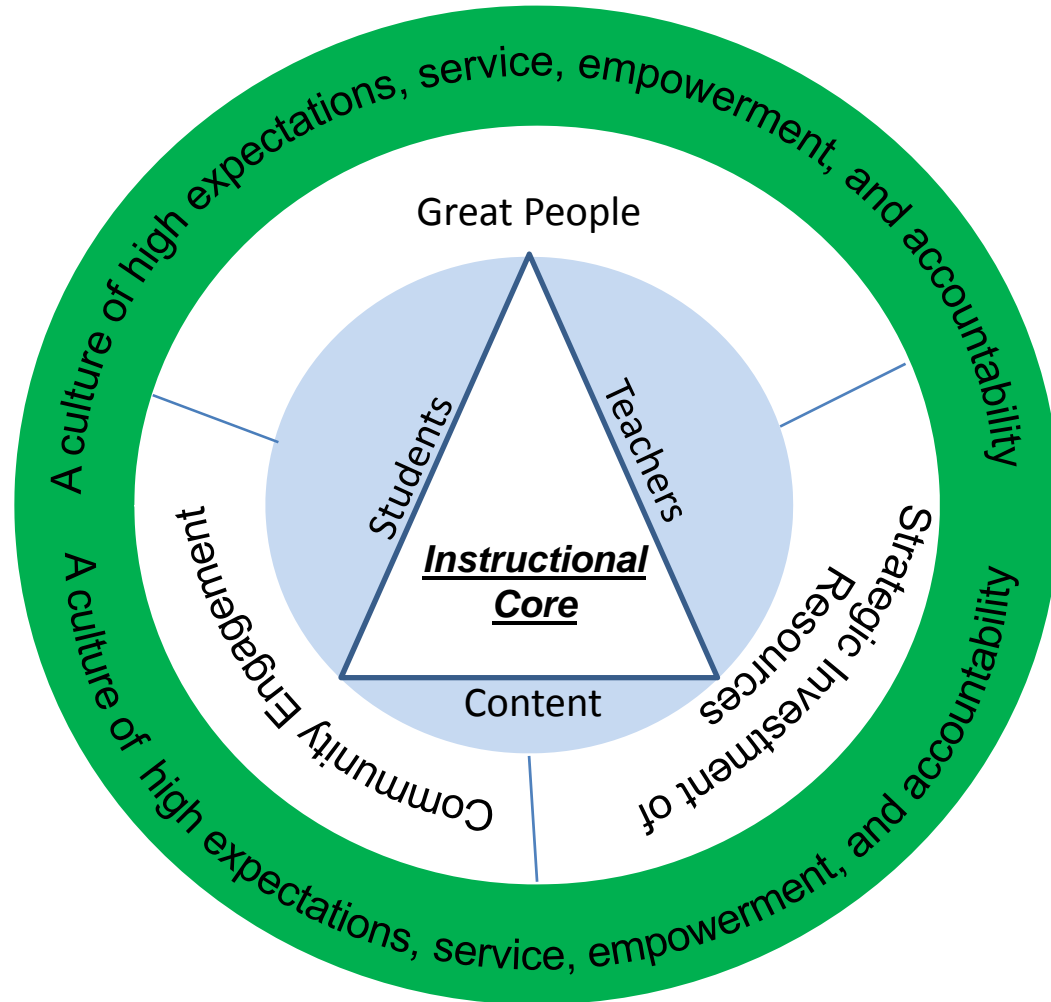 A culture of high expectations, service, empowerment, and accountability
Great People
Students
Teachers
Instructional
Core
Content
Community Engagement
Strategic Investment of
Resources
A culture of high expectations, service, empowerment, and accountability